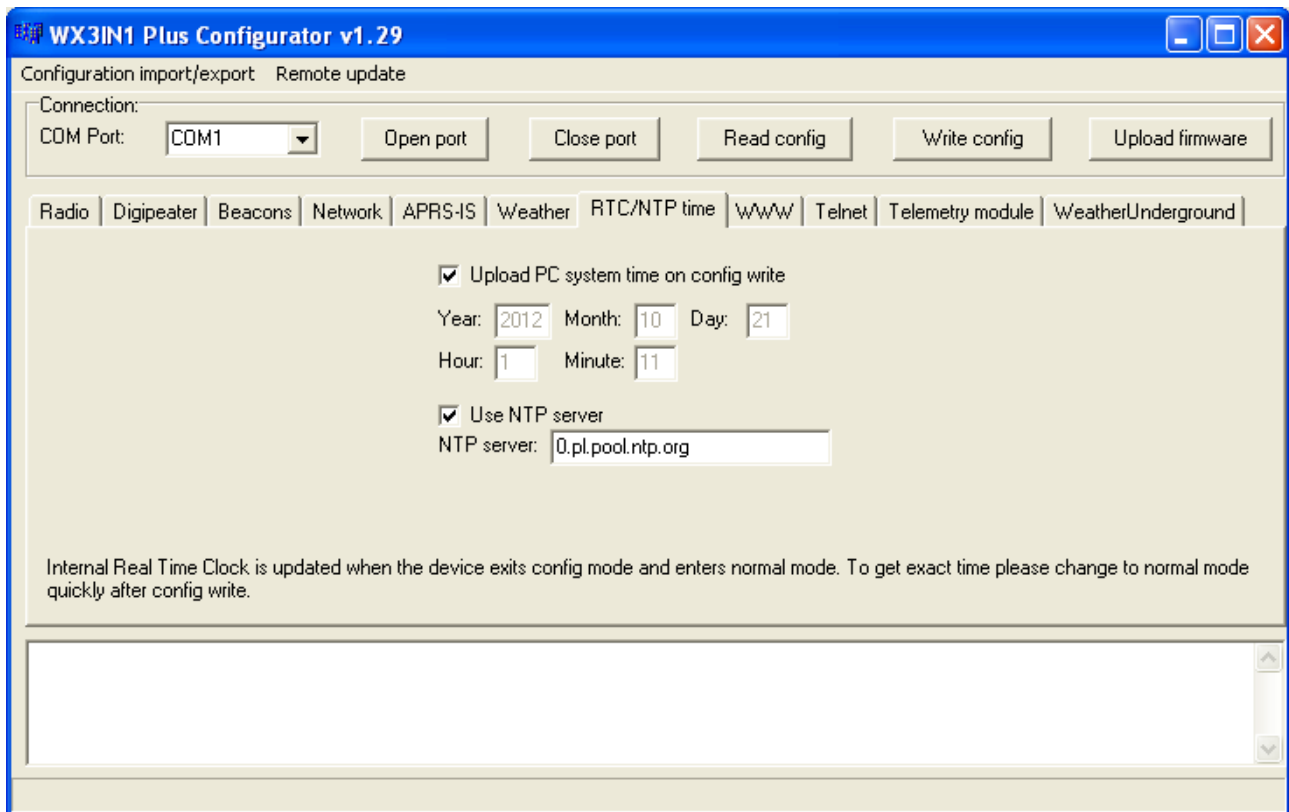 WX3IN1 Plus Configurator v1.29
Configuration import/export Remote update
Connection:
COM Port: COM1 Open port Close port Read config Write config Upload firmware
Radio Digipeater Beacons Network APRS-IS Weather RTC/NTP time WWW Telnet Telemetry module WeatherUnderground
Upload PC system time on config write
Year: 2012 Month: 10 Day: 21
Hour: 1 Minute: 11
Use NTP server
NTP server: 0.pl.pool.ntp.org
Internal Real Time Clock is updated when the device exits config mode and enters normal mode. To get exact time please change to normal mode
quickly after config write.